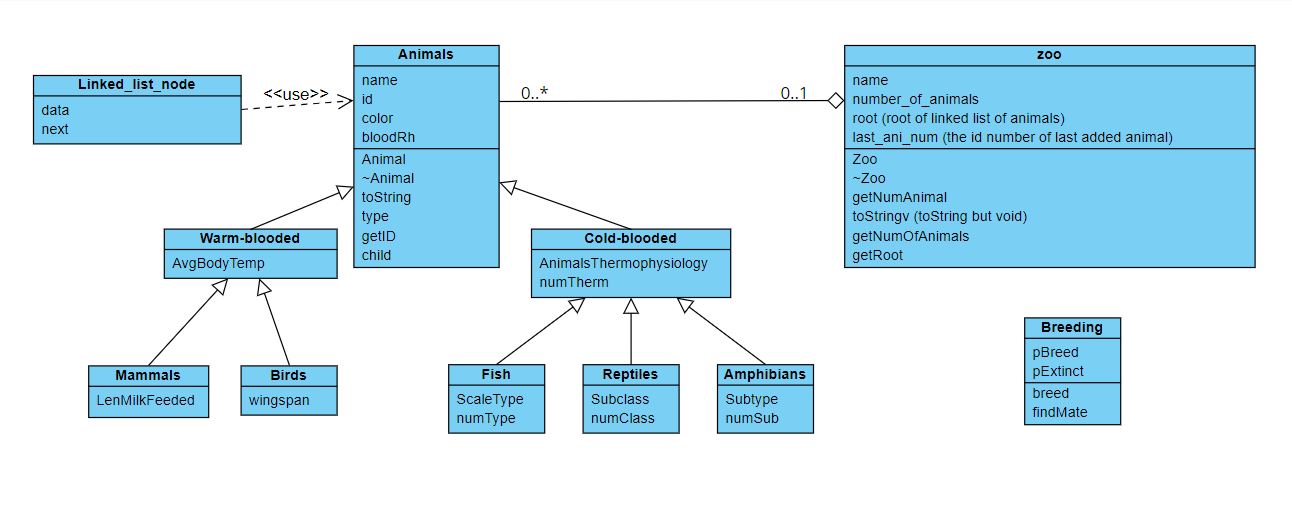 Linked_list_node
data
next
<<use>>
Animals
name
id
color
bloodRh
Animal
~Animal
toString
type
getID
child
0..*
0..1
zoo
name
number_of_animals
root (root of linked list of animals)
last_ani_num (the id number of last added animal)
Zoo
~Zoo
getNumAnimal
toStringv (toString but void)
getNumOfAnimals
getRoot
Warm-blooded
AvgBodyTemp
Cold-blooded
AnimalsThermophysiology
numTherm
Mammals
LenMilkFeeded
Birds
wingspan
Fish
ScaleType
numType
Reptiles
Subclass
numClass
Amphibians
Subtype
numSub
Breeding
pBreed
pExtinct
breed
findMate